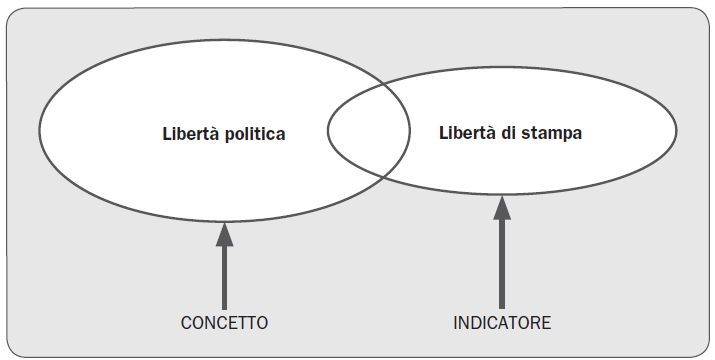 Libertà politica
Libertà di stampa
CONCETTO
INDICATORE